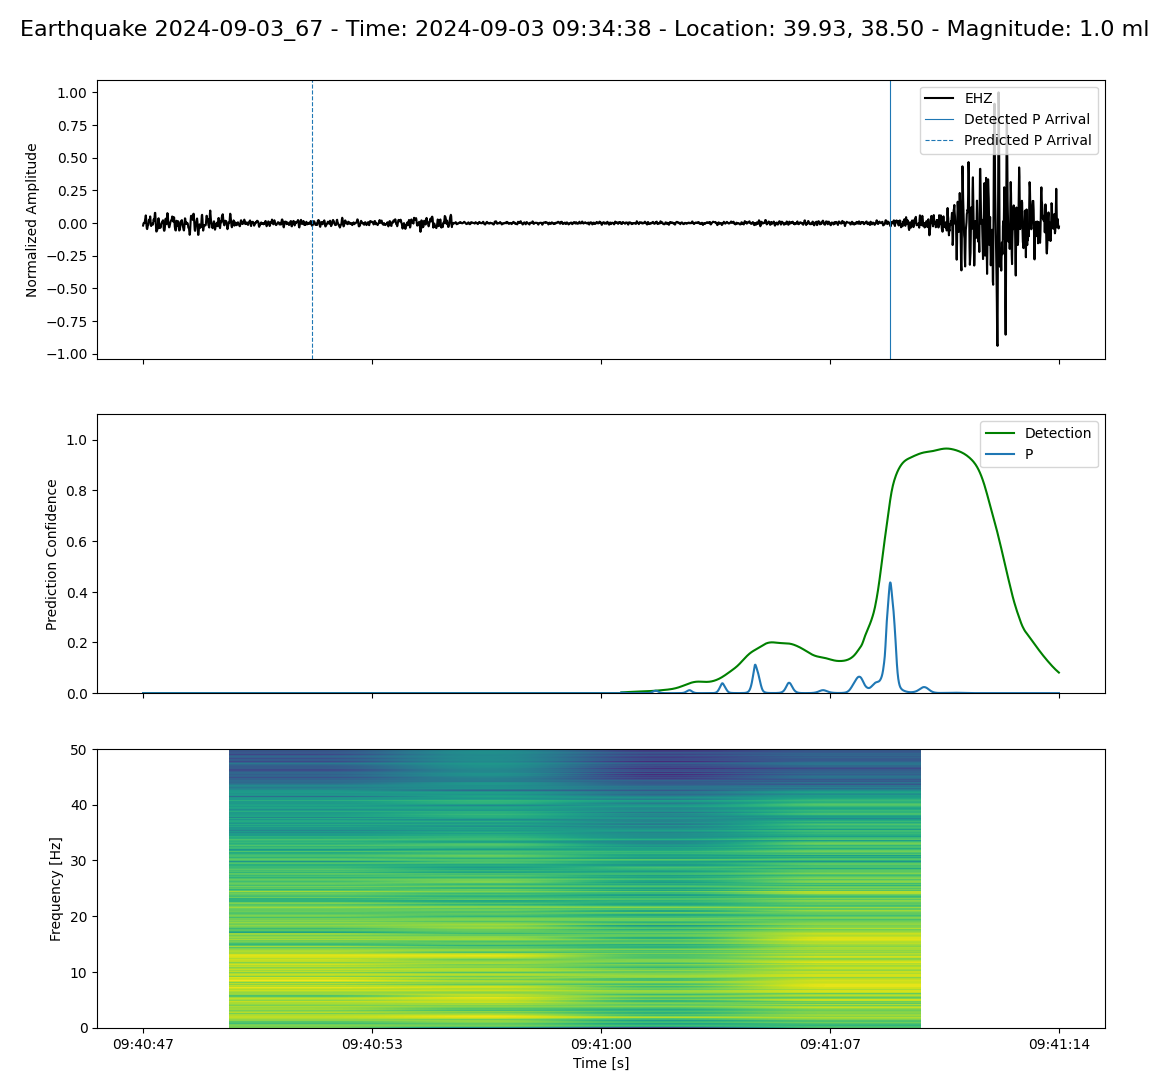 Earthquake 2024-09-03_67 - Time: 2024-09-03 09:34:38 - Location: 39.93, 38.50 - Magnitude: 1.0 ml
1.00
0.75
0.50
0.25
0.00
−0.25
−0.50
−0.75
−1.00
Normalized Amplitude
EHZ
Detected P Arrival
Predicted P Arrival
1.0
0.8
0.6
0.4
0.2
0.0
Prediction Confidence
Detection
P
50
40
30
20
10
0
Frequency [Hz]
09:40:47 09:40:53 09:41:00 09:41:07 09:41:14
Time [s]